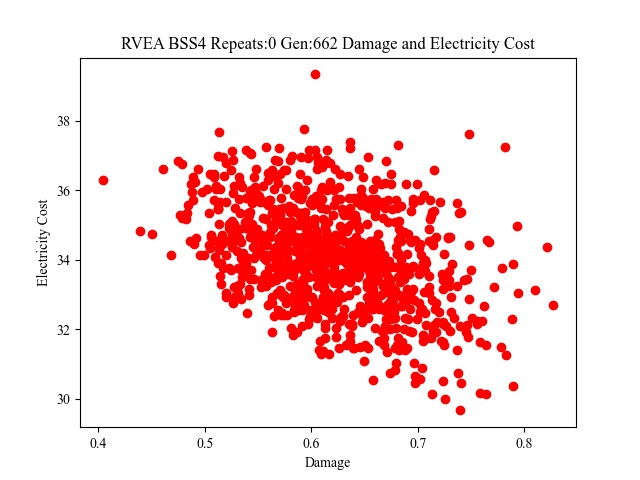 RVEA BSS4 Repeats:0 Gen:662 Damage and Electricity Cost
38
36
34
32
30
Electricity Cost
0.4 0.5 0.6 0.7 0.8
Damage